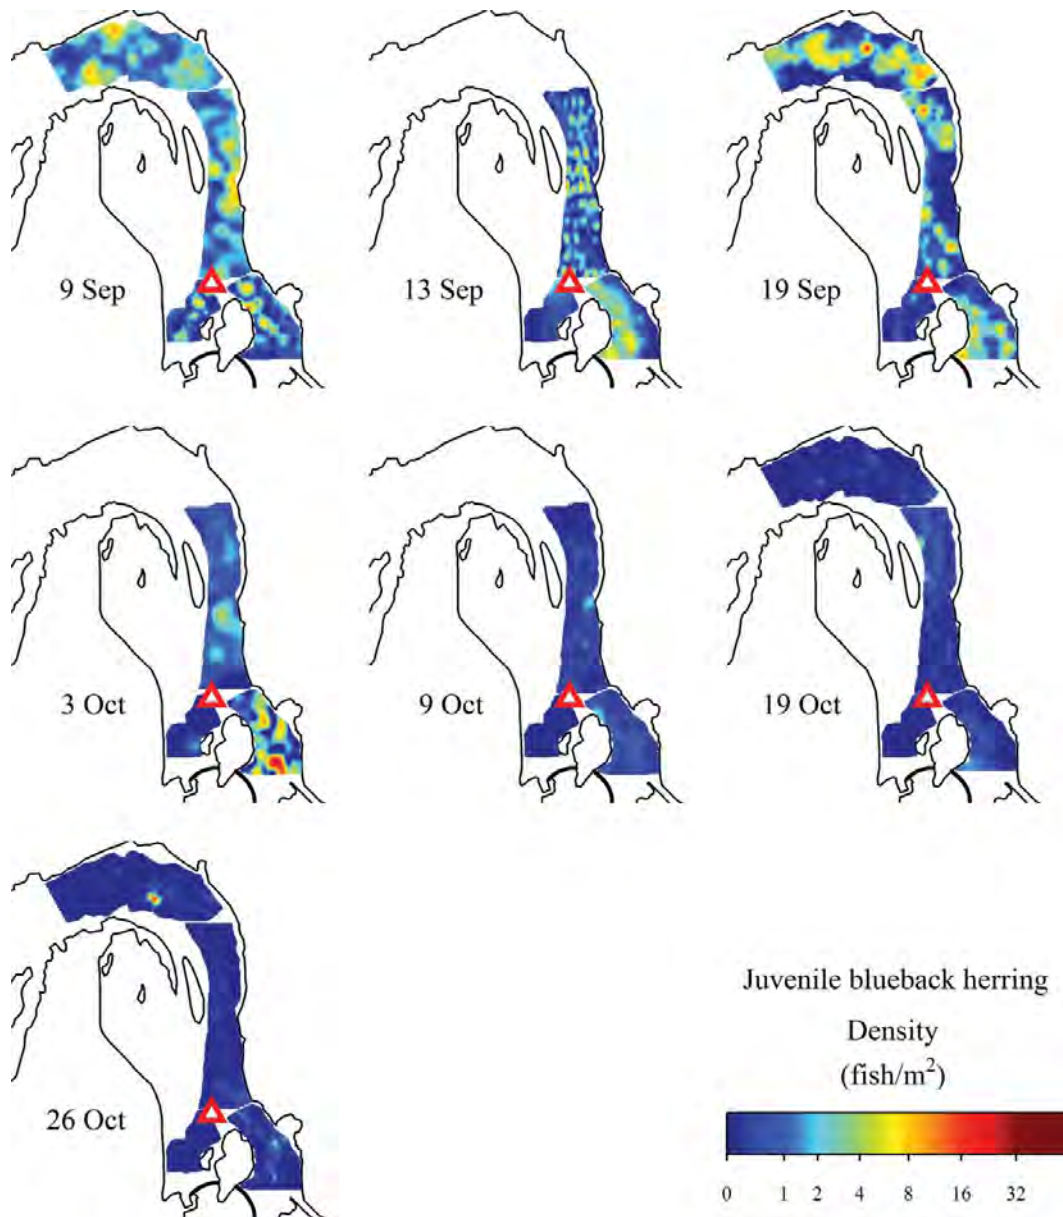 9 Sep
13 Sep
19 Sep
3 Oct
9 Oct
19 Oct
26 Oct
Juvenile blueback herring
Density
(fish/m²)
0 1 2 4 8 16 32